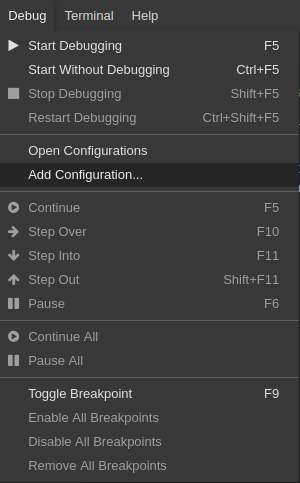 Debug Terminal Help
Start Debugging F5
Start Without Debugging Ctrl+F5
Stop Debugging Shift+F5
Restart Debugging Ctrl+Shift+F5
Open Configurations
Add Configuration...
Continue F5
Step Over F10
Step Into F11
Step Out Shift+F11
Pause F6
Continue All
Pause All
Toggle Breakpoint F9
Enable All Breakpoints
Disable All Breakpoints
Remove All Breakpoints